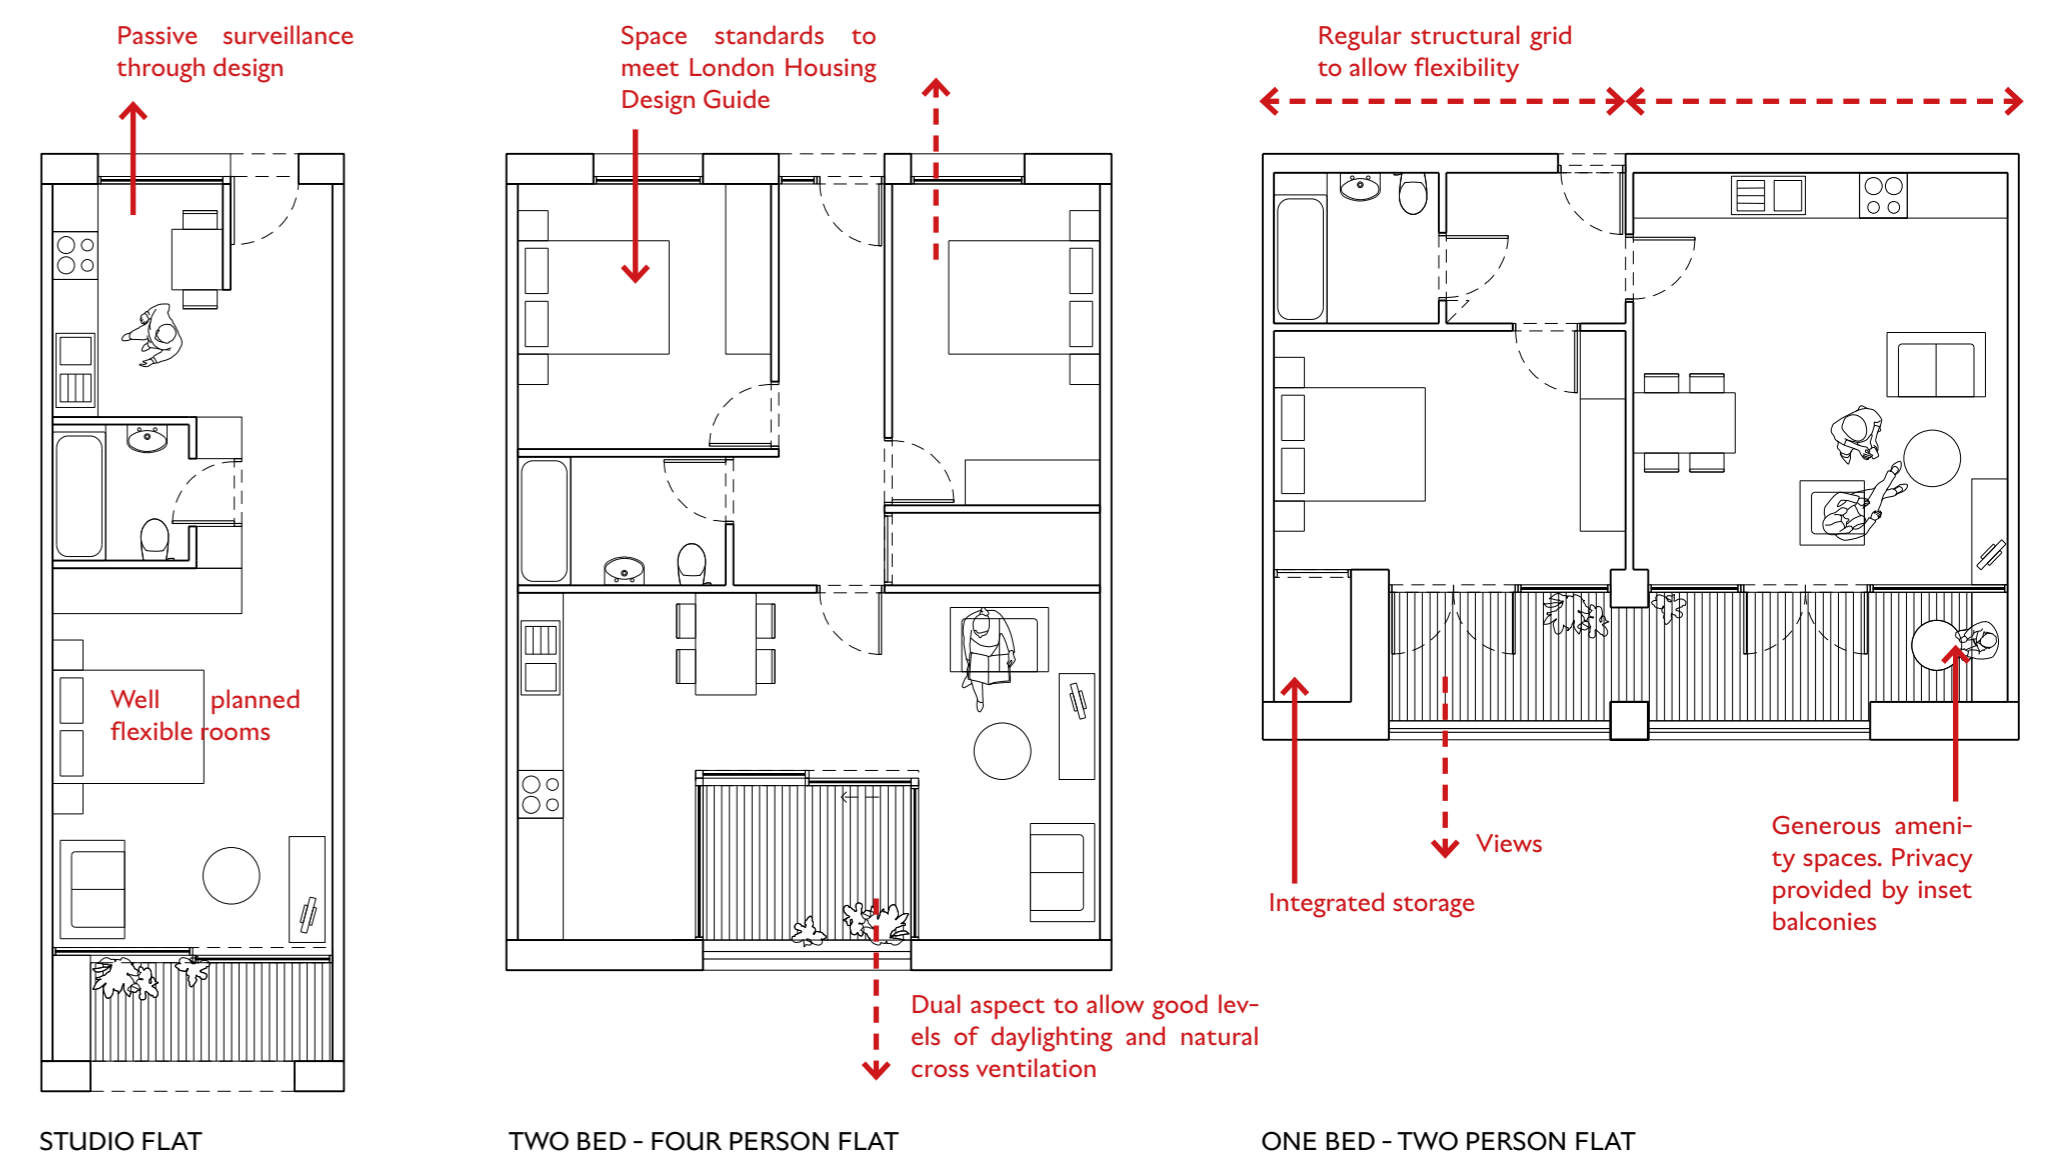 Passive surveillance
through design
Space standards to
meet London Housing
Design Guide
Regular structural grid
to allow flexibility
Well planned
flexible rooms
Views
Integrated storage
Generous ameni-
ty spaces. Privacy
provided by inset
balconies
Dual aspect to allow good lev-
els of daylighting and natural
cross ventilation
STUDIO FLAT
TWO BED - FOUR PERSON FLAT
ONE BED - TWO PERSON FLAT